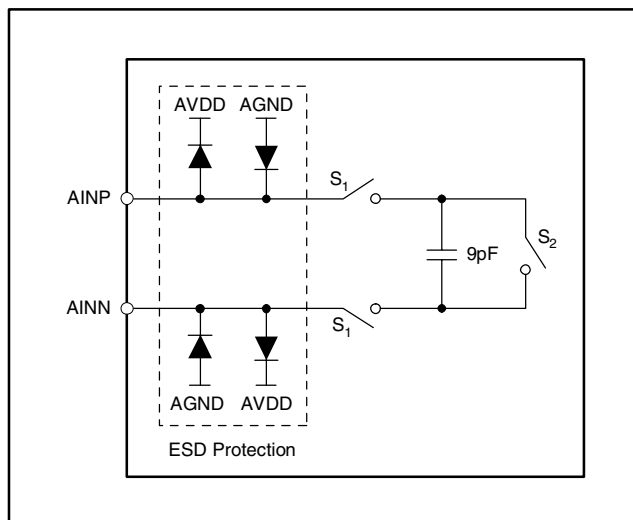 AVDD AGND
AINP
S1
S2
9pF
AINN
S1
AGND AVDD
ESD Protection